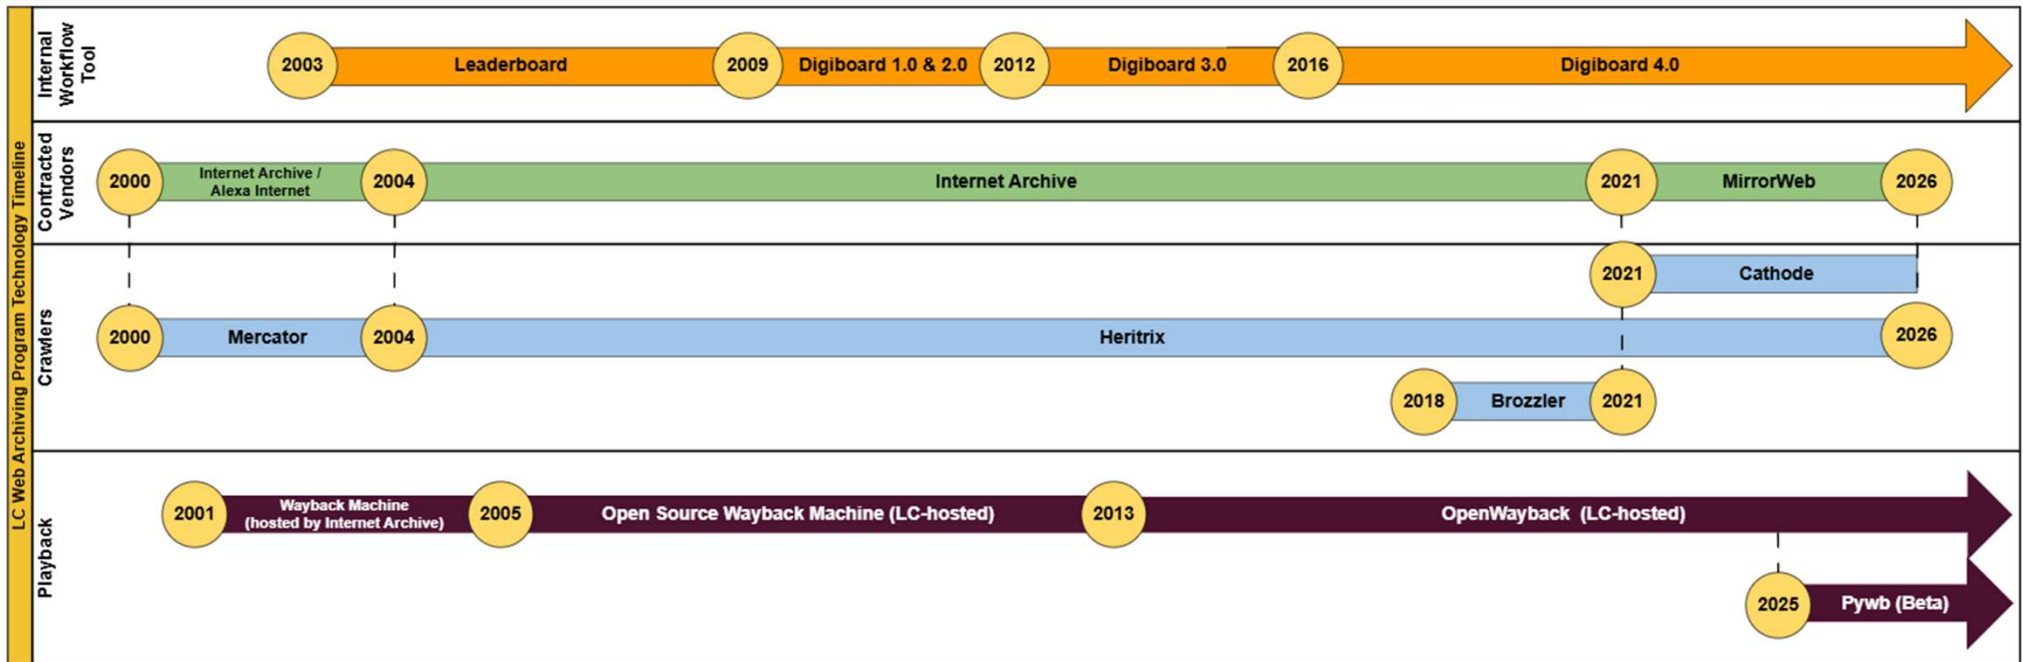 LC Web Archiving Program Technology Timeline
Internal
Workflow
Tool
2003
Leaderboard
2009
Digiboard 1.0 & 2.0
2012
Digiboard 3.0
2016
Digiboard 4.0
Contracted
Vendors
2000
Internet Archive /
Alexa Internet
2004
Internet Archive
2021
MirrorWeb
2026
Crawlers
2021
Cathode
2000
Mercator
2004
Heritrix
2026
2018
Brozzler
2021
Playback
2001
Wayback Machine
(hosted by Internet Archive)
2005
Open Source Wayback Machine (LC-hosted)
2013
OpenWayback (LC-hosted)
2025
Pywb (Beta)